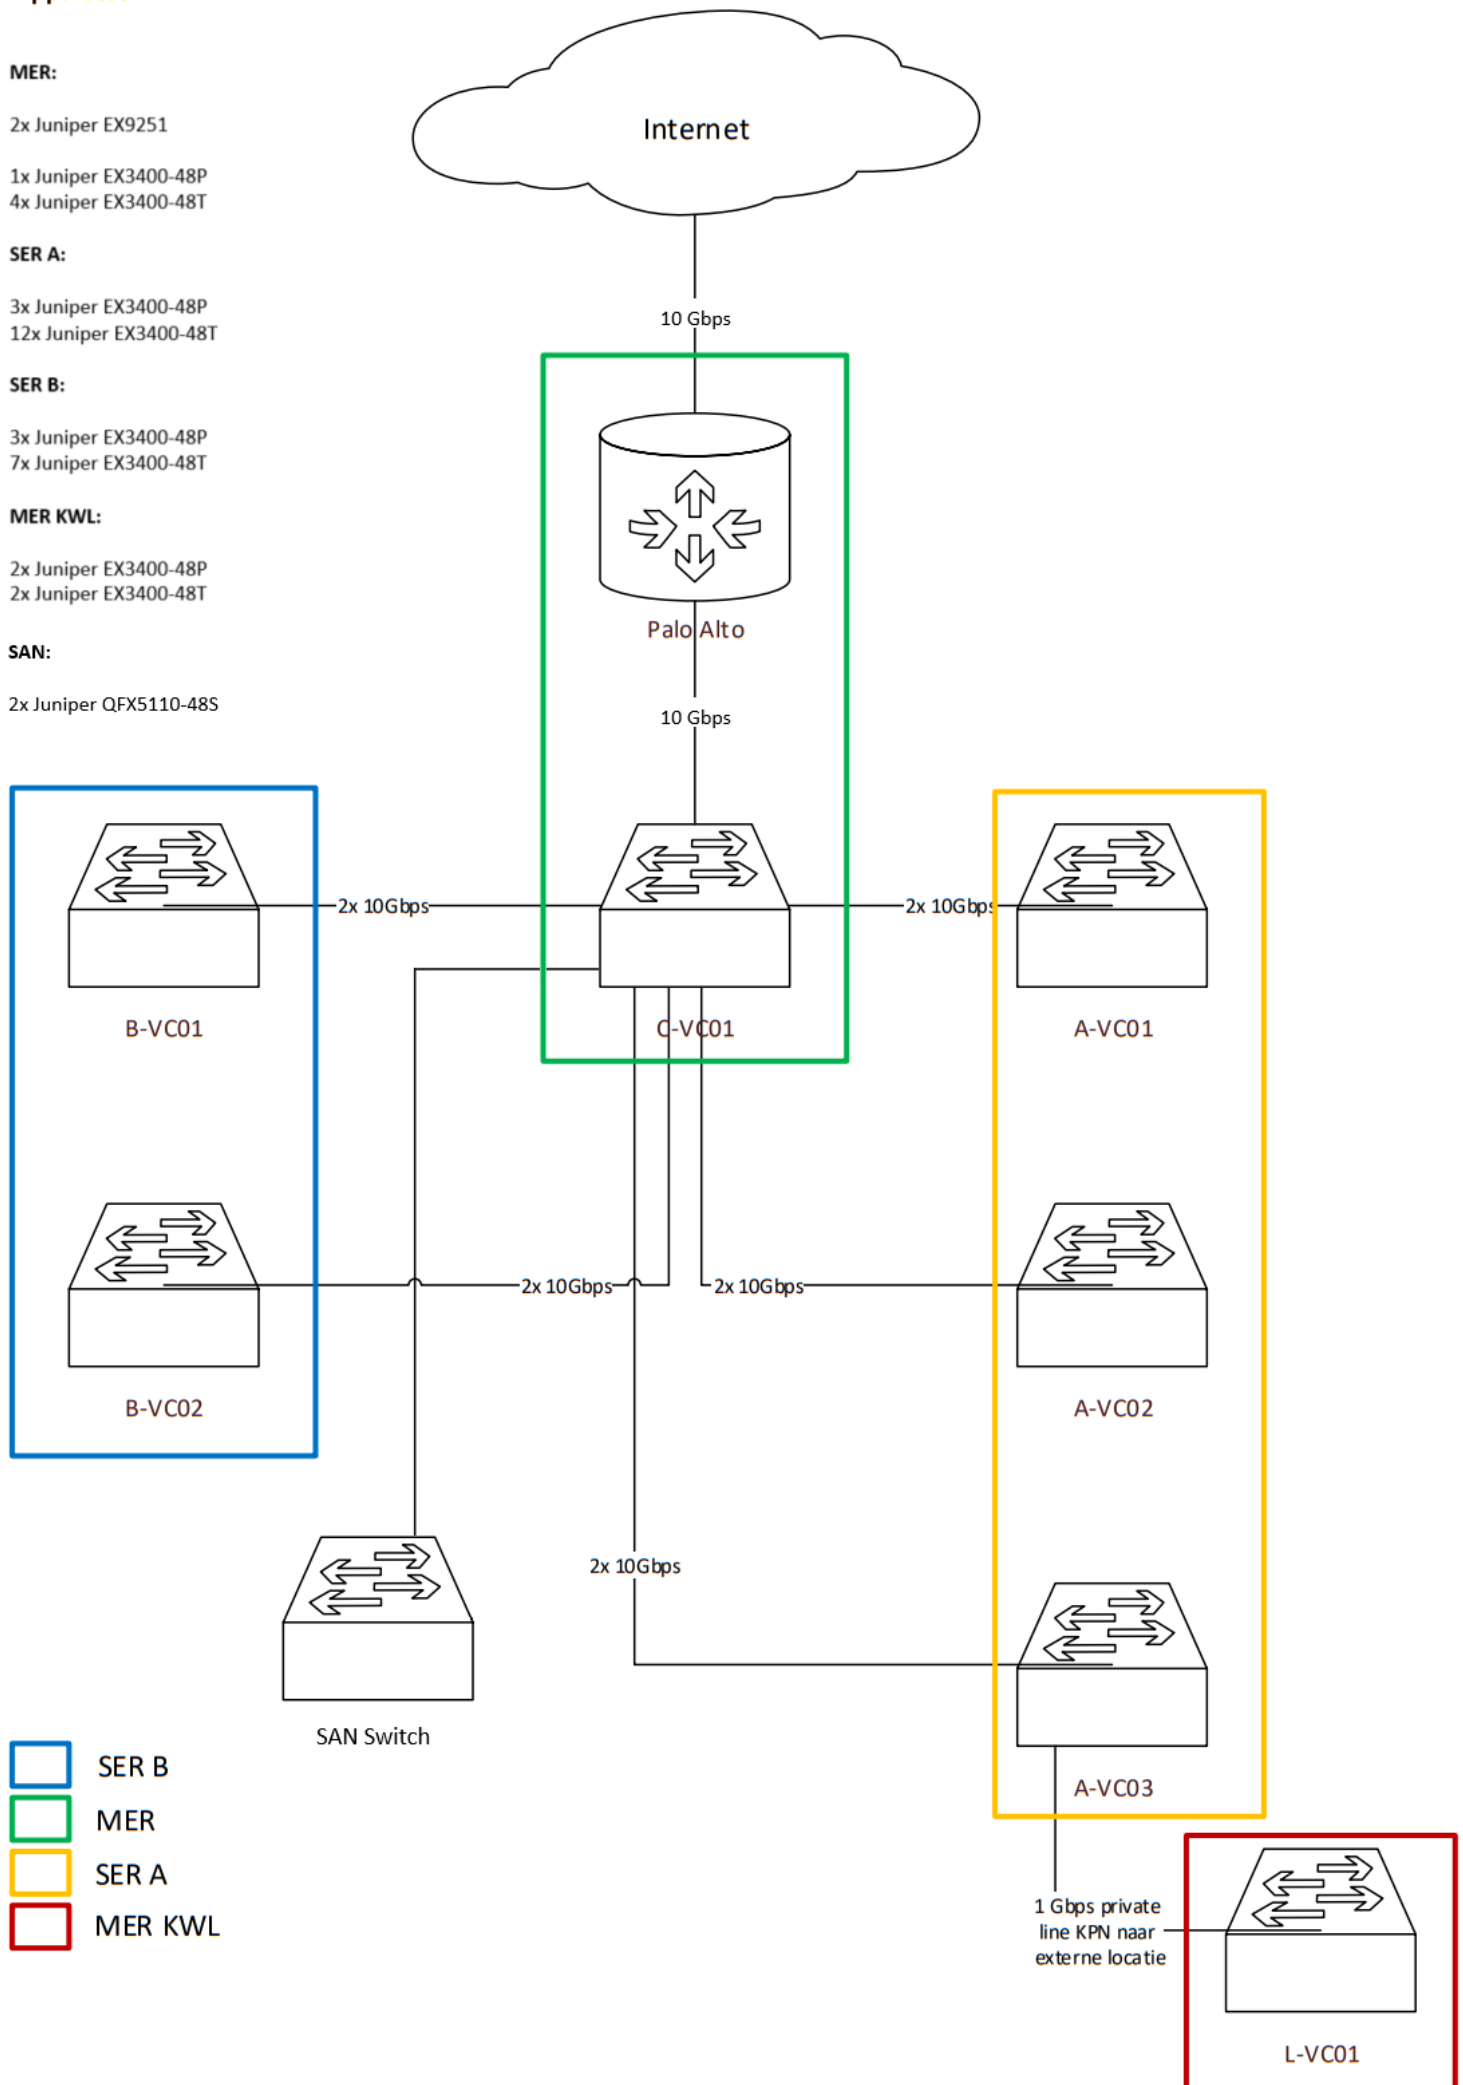 MER:
2x Juniper EX9251
1x Juniper EX3400-48P
4x Juniper EX3400-48T
SER A:
3x Juniper EX3400-48P
12x Juniper EX3400-48T
SER B:
3x Juniper EX3400-48P
7x Juniper EX3400-48T
MER KWL:
2x Juniper EX3400-48P
2x Juniper EX3400-48T
SAN:
2x Juniper QFX5110-48S
Internet
10 Gbps
Palo Alto
10 Gbps
2x 10Gbps
2x 10Gbps
B-VC01
C-VC01
A-VC01
2x 10Gbps
2x 10Gbps
B-VC02
A-VC02
2x 10Gbps
SAN Switch
A-VC03
SER B
MER
SER A
MER KWL
1 Gbps private
line KPN naar
externe locatie
L-VC01